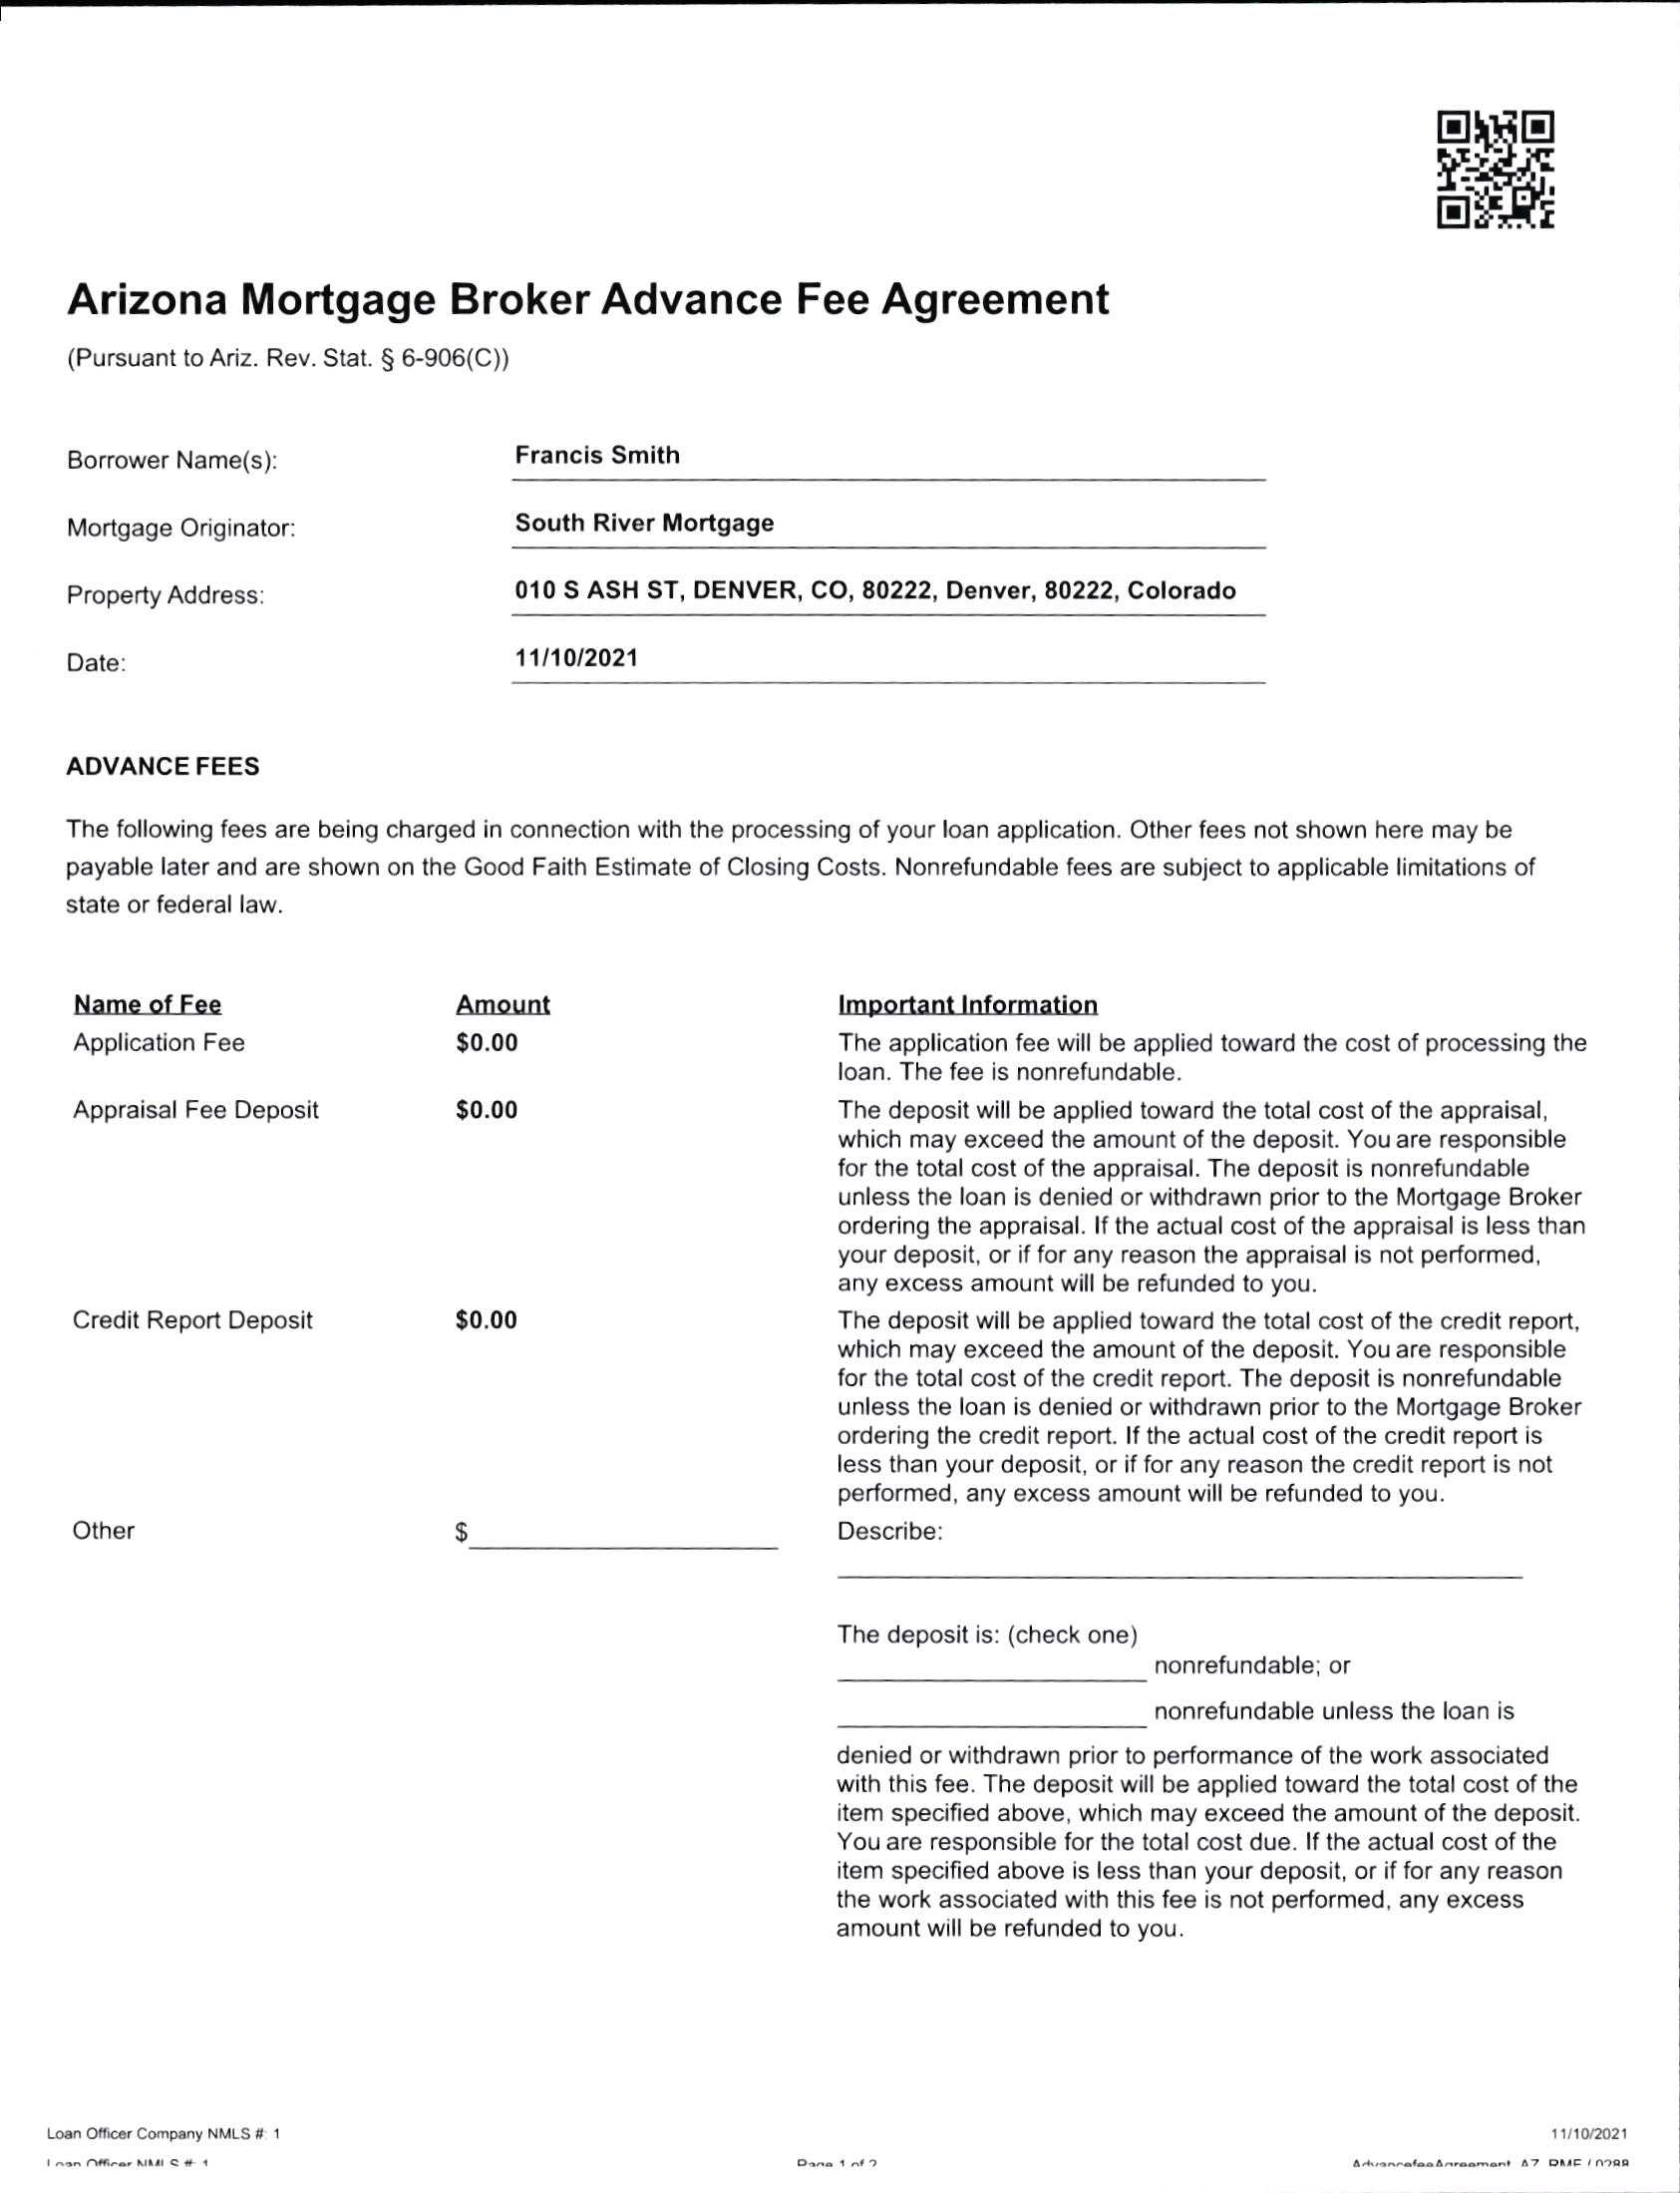 Arizona Mortgage Broker Advance Fee Agreement
(Pursuant to Ariz. Rev. Stat. § 6-906(C))
Borrower Name(s): Francis Smith
Mortgage Originator: South River Mortgage
Property Address: 010 S ASH ST, DENVER, CO, 80222, Denver, 80222, Colorado
Date: 11/10/2021
ADVANCE FEES
The following fees are being charged in connection with the processing of your loan application. Other fees not shown here may be
payable later and are shown on the Good Faith Estimate of Closing Costs. Nonrefundable fees are subject to applicable limitations of
state or federal law.
Name of Fee Amount Important Information
Application Fee $0.00 The application fee will be applied toward the cost of processing the
loan. The fee is nonrefundable.
Appraisal Fee Deposit $0.00 The deposit will be applied toward the total cost of the appraisal,
which may exceed the amount of the deposit. You are responsible
for the total cost of the appraisal. The deposit is nonrefundable
unless the loan is denied or withdrawn prior to the Mortgage Broker
ordering the appraisal. If the actual cost of the appraisal is less than
your deposit, or if for any reason the appraisal is not performed,
any excess amount will be refunded to you.
Credit Report Deposit $0.00 The deposit will be applied toward the total cost of the credit report,
which may exceed the amount of the deposit. You are responsible
for the total cost of the credit report. The deposit is nonrefundable
unless the loan is denied or withdrawn prior to the Mortgage Broker
ordering the credit report. If the actual cost of the credit report is
less than your deposit, or if for any reason the credit report is not
performed, any excess amount will be refunded to you.
Other $ Describe:
The deposit is: (check one)
nonrefundable; or
nonrefundable unless the loan is
denied or withdrawn prior to performance of the work associated
with this fee. The deposit will be applied toward the total cost of the
item specified above, which may exceed the amount of the deposit.
You are responsible for the total cost due. If the actual cost of the
item specified above is less than your deposit, or if for any reason
the work associated with this fee is not performed, any excess
amount will be refunded to you.
Loan Officer Company NMLS #: 1 11/10/2021
Loan Officer NMLS #: 1 Page 1 of 2 AdvancefeeAgreement_AZ_RMF / 0288